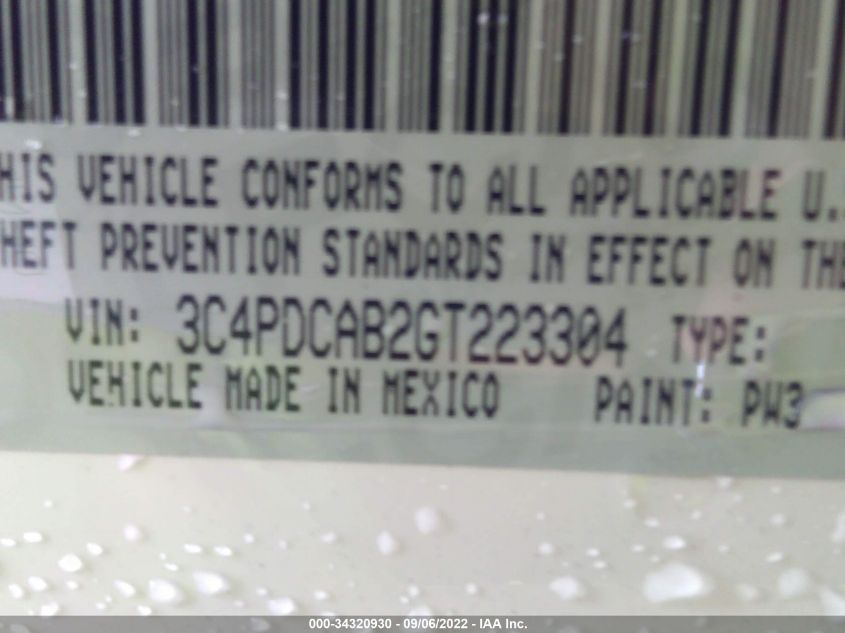 HIS VEHICLE CONFORMS TO ALL APPLICABLE U.S
HEFT PREVENTION STANDARDS IN EFFECT ON THE
VIN: 3C4PDCAB2GT223304 TYPE:
VEHICLE MADE IN MEXICO PAINT: PW3
000-34320930 - 09/06/2022 - IAA Inc.